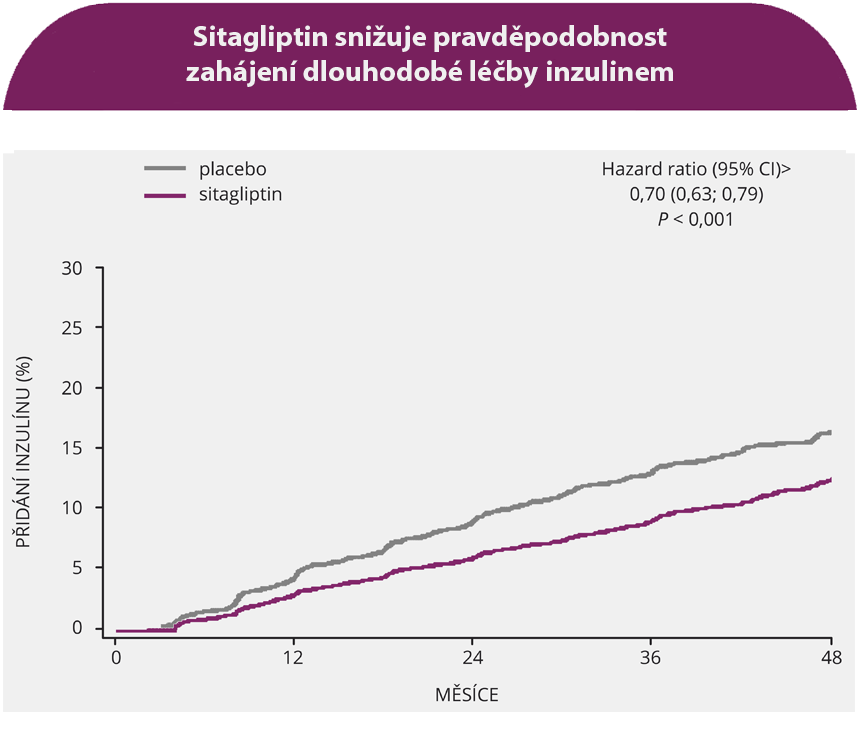 Sitagliptin snižuje pravděpodobnost
zahájení dlouhodobé léčby inzulinem
placebo
sitagliptin
Hazard ratio (95% CI)>
0,70 (0,63; 0,79)
P < 0,001
PŘIDÁNÍ INZULÍNU (%)
30
25
20
15
10
5
0
0 12 24 36 48
MĚSÍCE